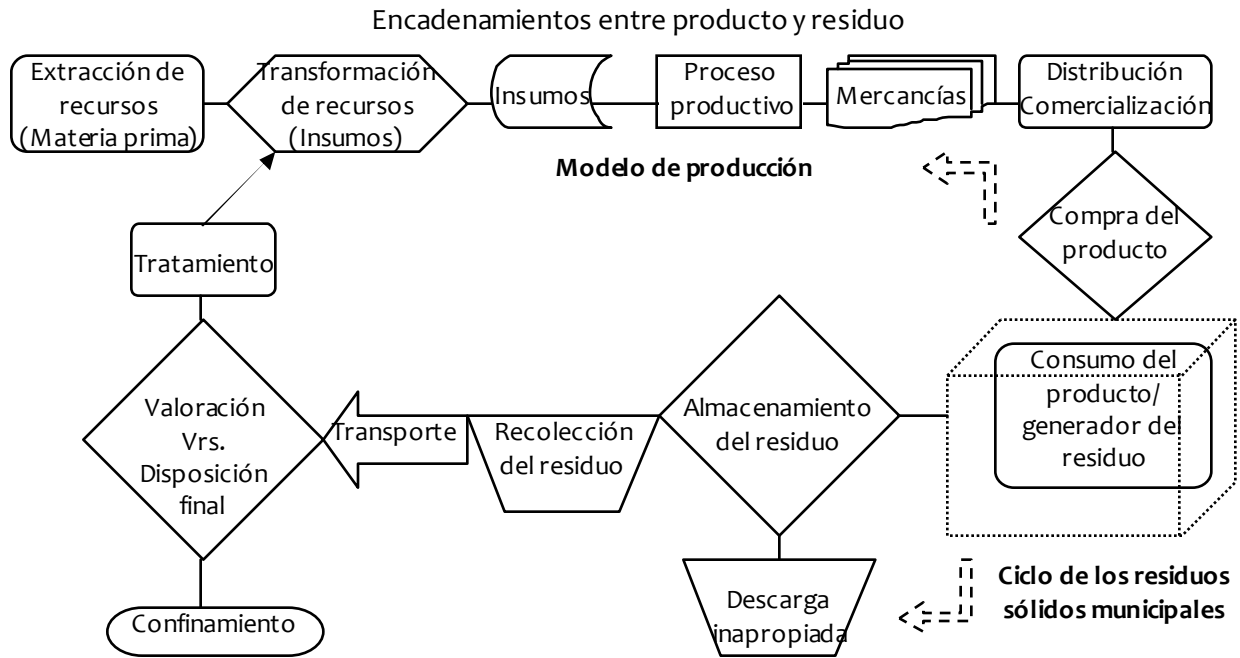 Encadenamientos entre producto y residuo
Extracción de
recursos
(Materia prima)
Transformación
de recursos
(Insumos)
Insumos
Proceso
productivo
Mercancías
Distribución
Comercialización
Modelo de producción
Compra del
producto
Tratamiento
Consumo del
producto/
generador del
residuo
Almacenamiento
del residuo
Recolección
del residuo
Transporte
Valoración
Vrs.
Disposición
final
Descarga
inapropiada
Ciclo de los residuos
sólidos municipales
Confinamiento